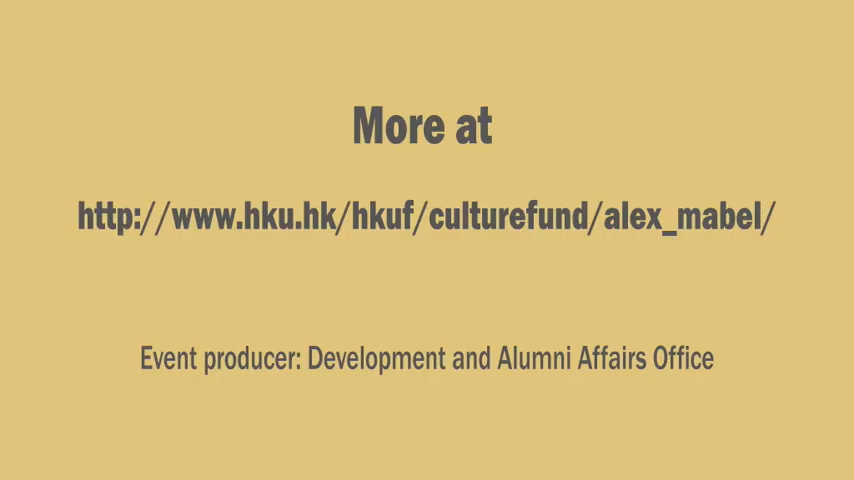 More at
http://www.hku.hk/hkuf/culturefund/alex_mabel/
Event producer: Development and Alumni Affairs Office